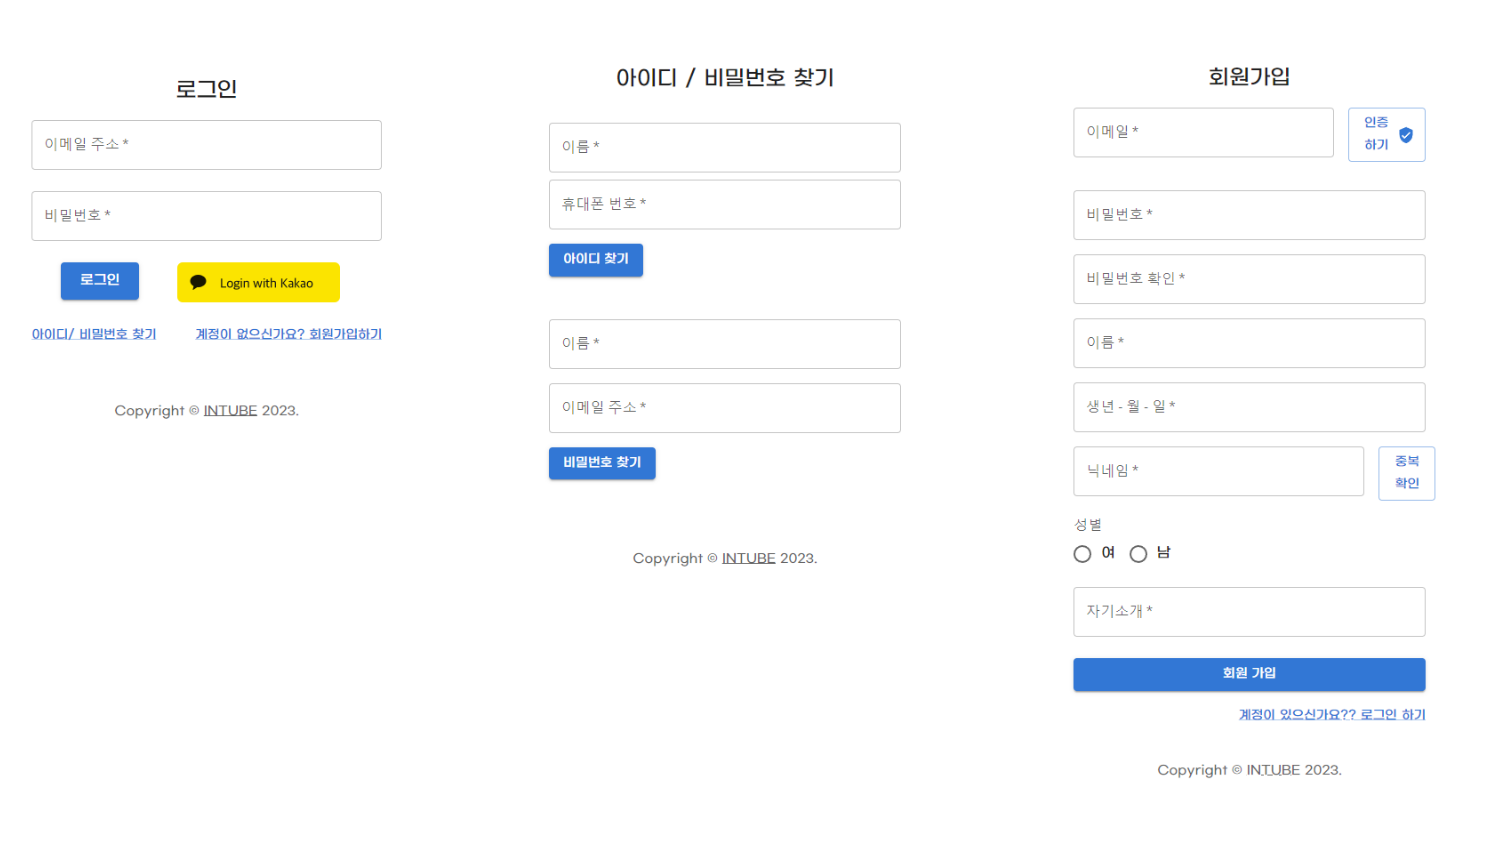 로그인
이메일 주소 *
비밀번호 *
로그인
Login with Kakao
아이디/ 비밀번호 찾기
계정이 없으신가요? 회원가입하기
Copyright © INTUBE 2023.
아이디 / 비밀번호 찾기
이름 *
휴대폰 번호 *
아이디 찾기
이름 *
이메일 주소 *
비밀번호 찾기
Copyright © INTUBE 2023.
회원가입
이메일 *
인증
하기
비밀번호 *
비밀번호 확인 *
이름 *
생년 - 월 - 일 *
닉네임 *
중복
확인
성별
여
남
자기소개 *
회원 가입
계정이 있으신가요?? 로그인 하기
Copyright © INTUBE 2023.